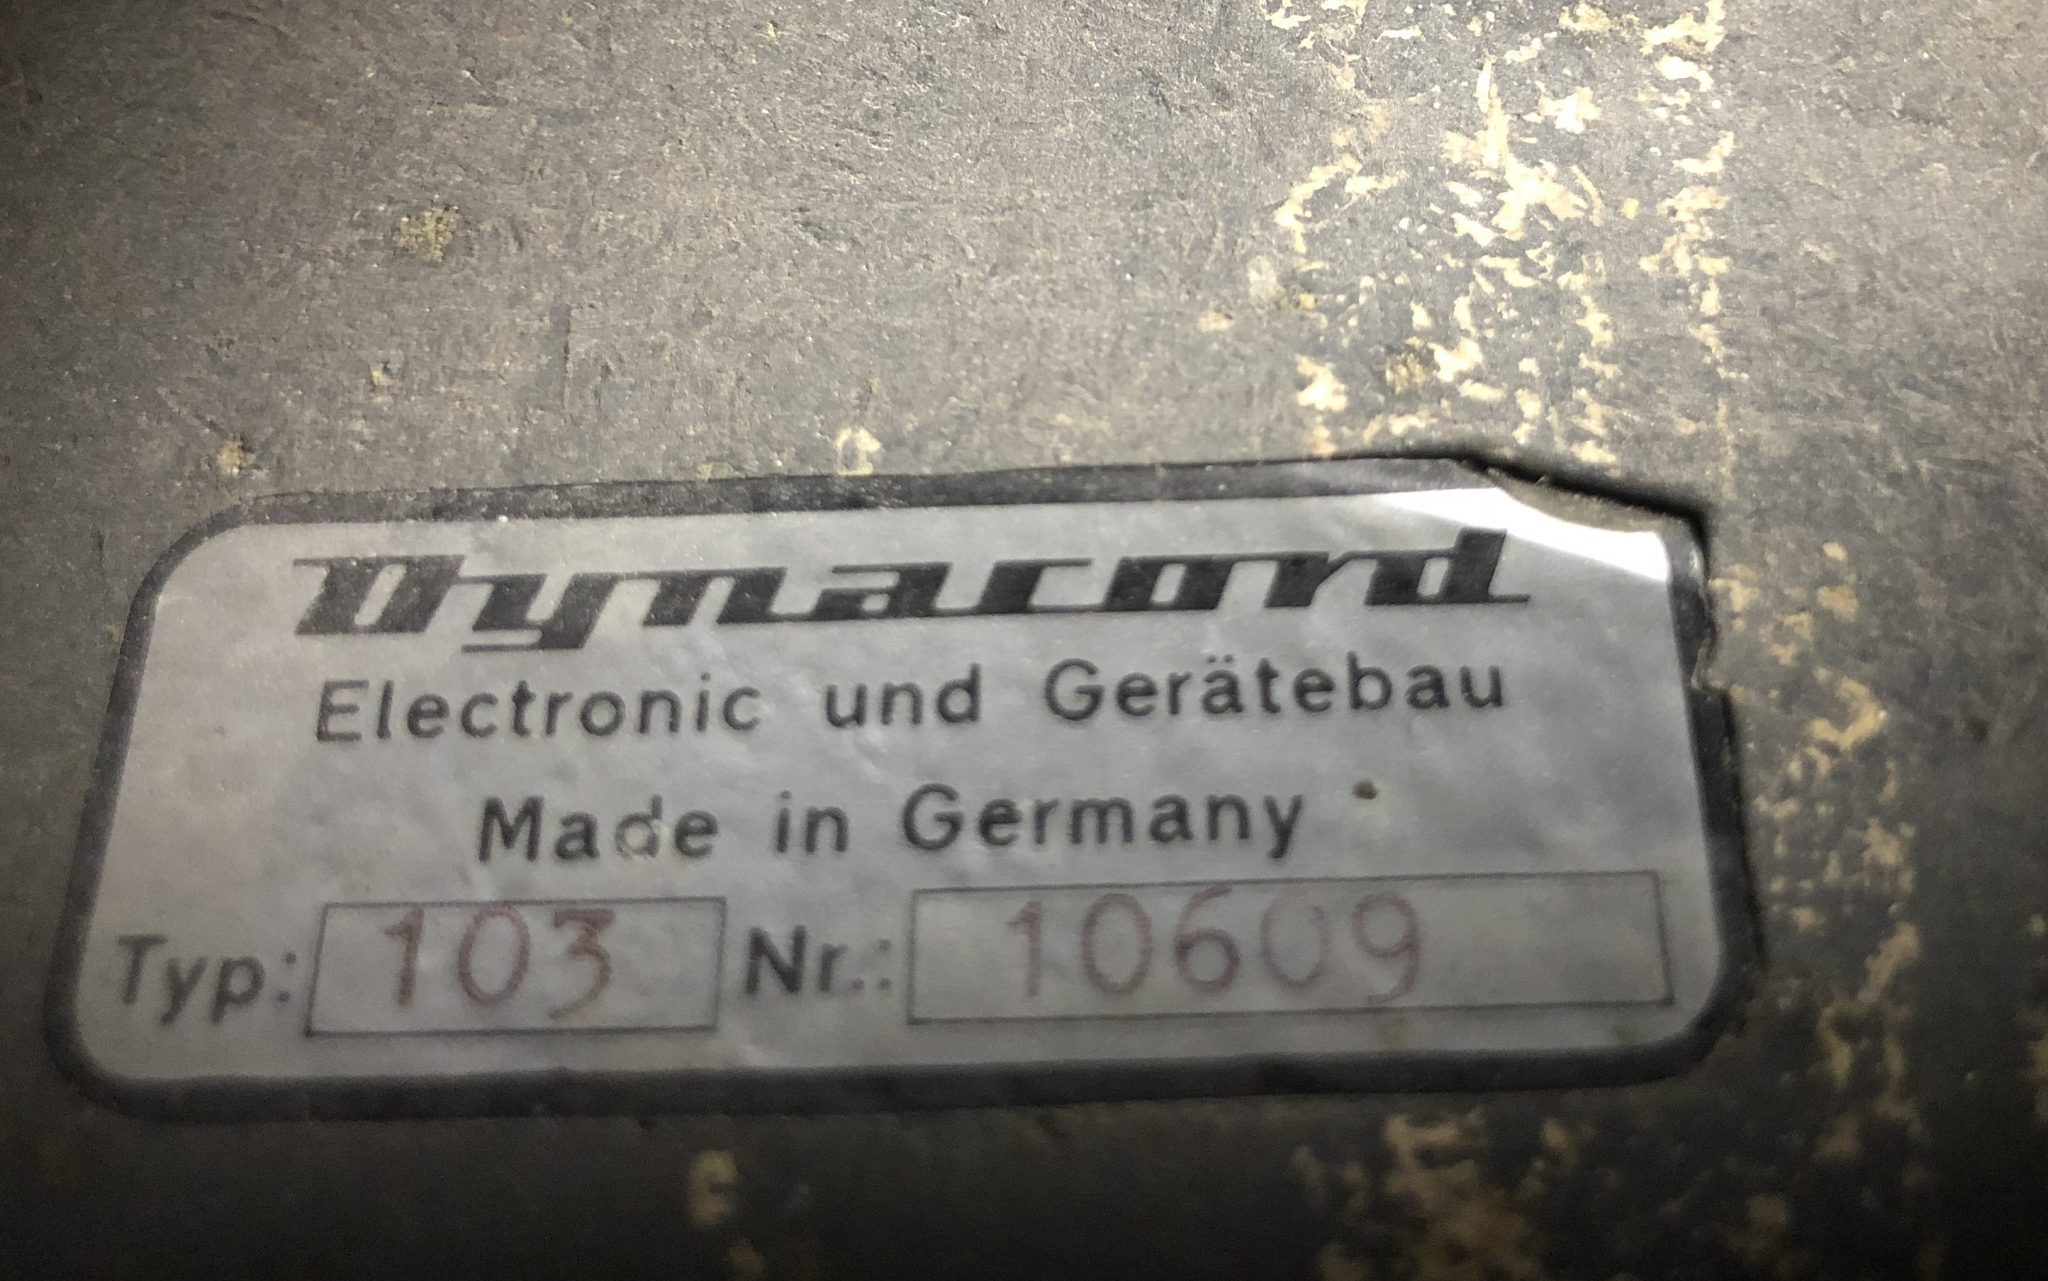 Dynacord
Electronic und Gerätebau
Made in Germany
Typ: 103 Nr.: 10609